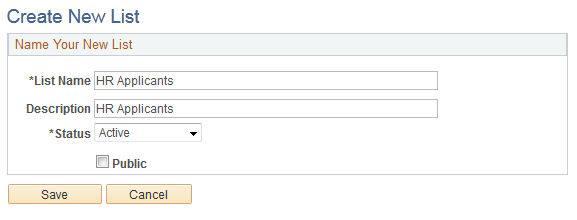 Create New List
Name Your New List
*List Name HR Applicants
Description HR Applicants
*Status Active
Public
Save Cancel